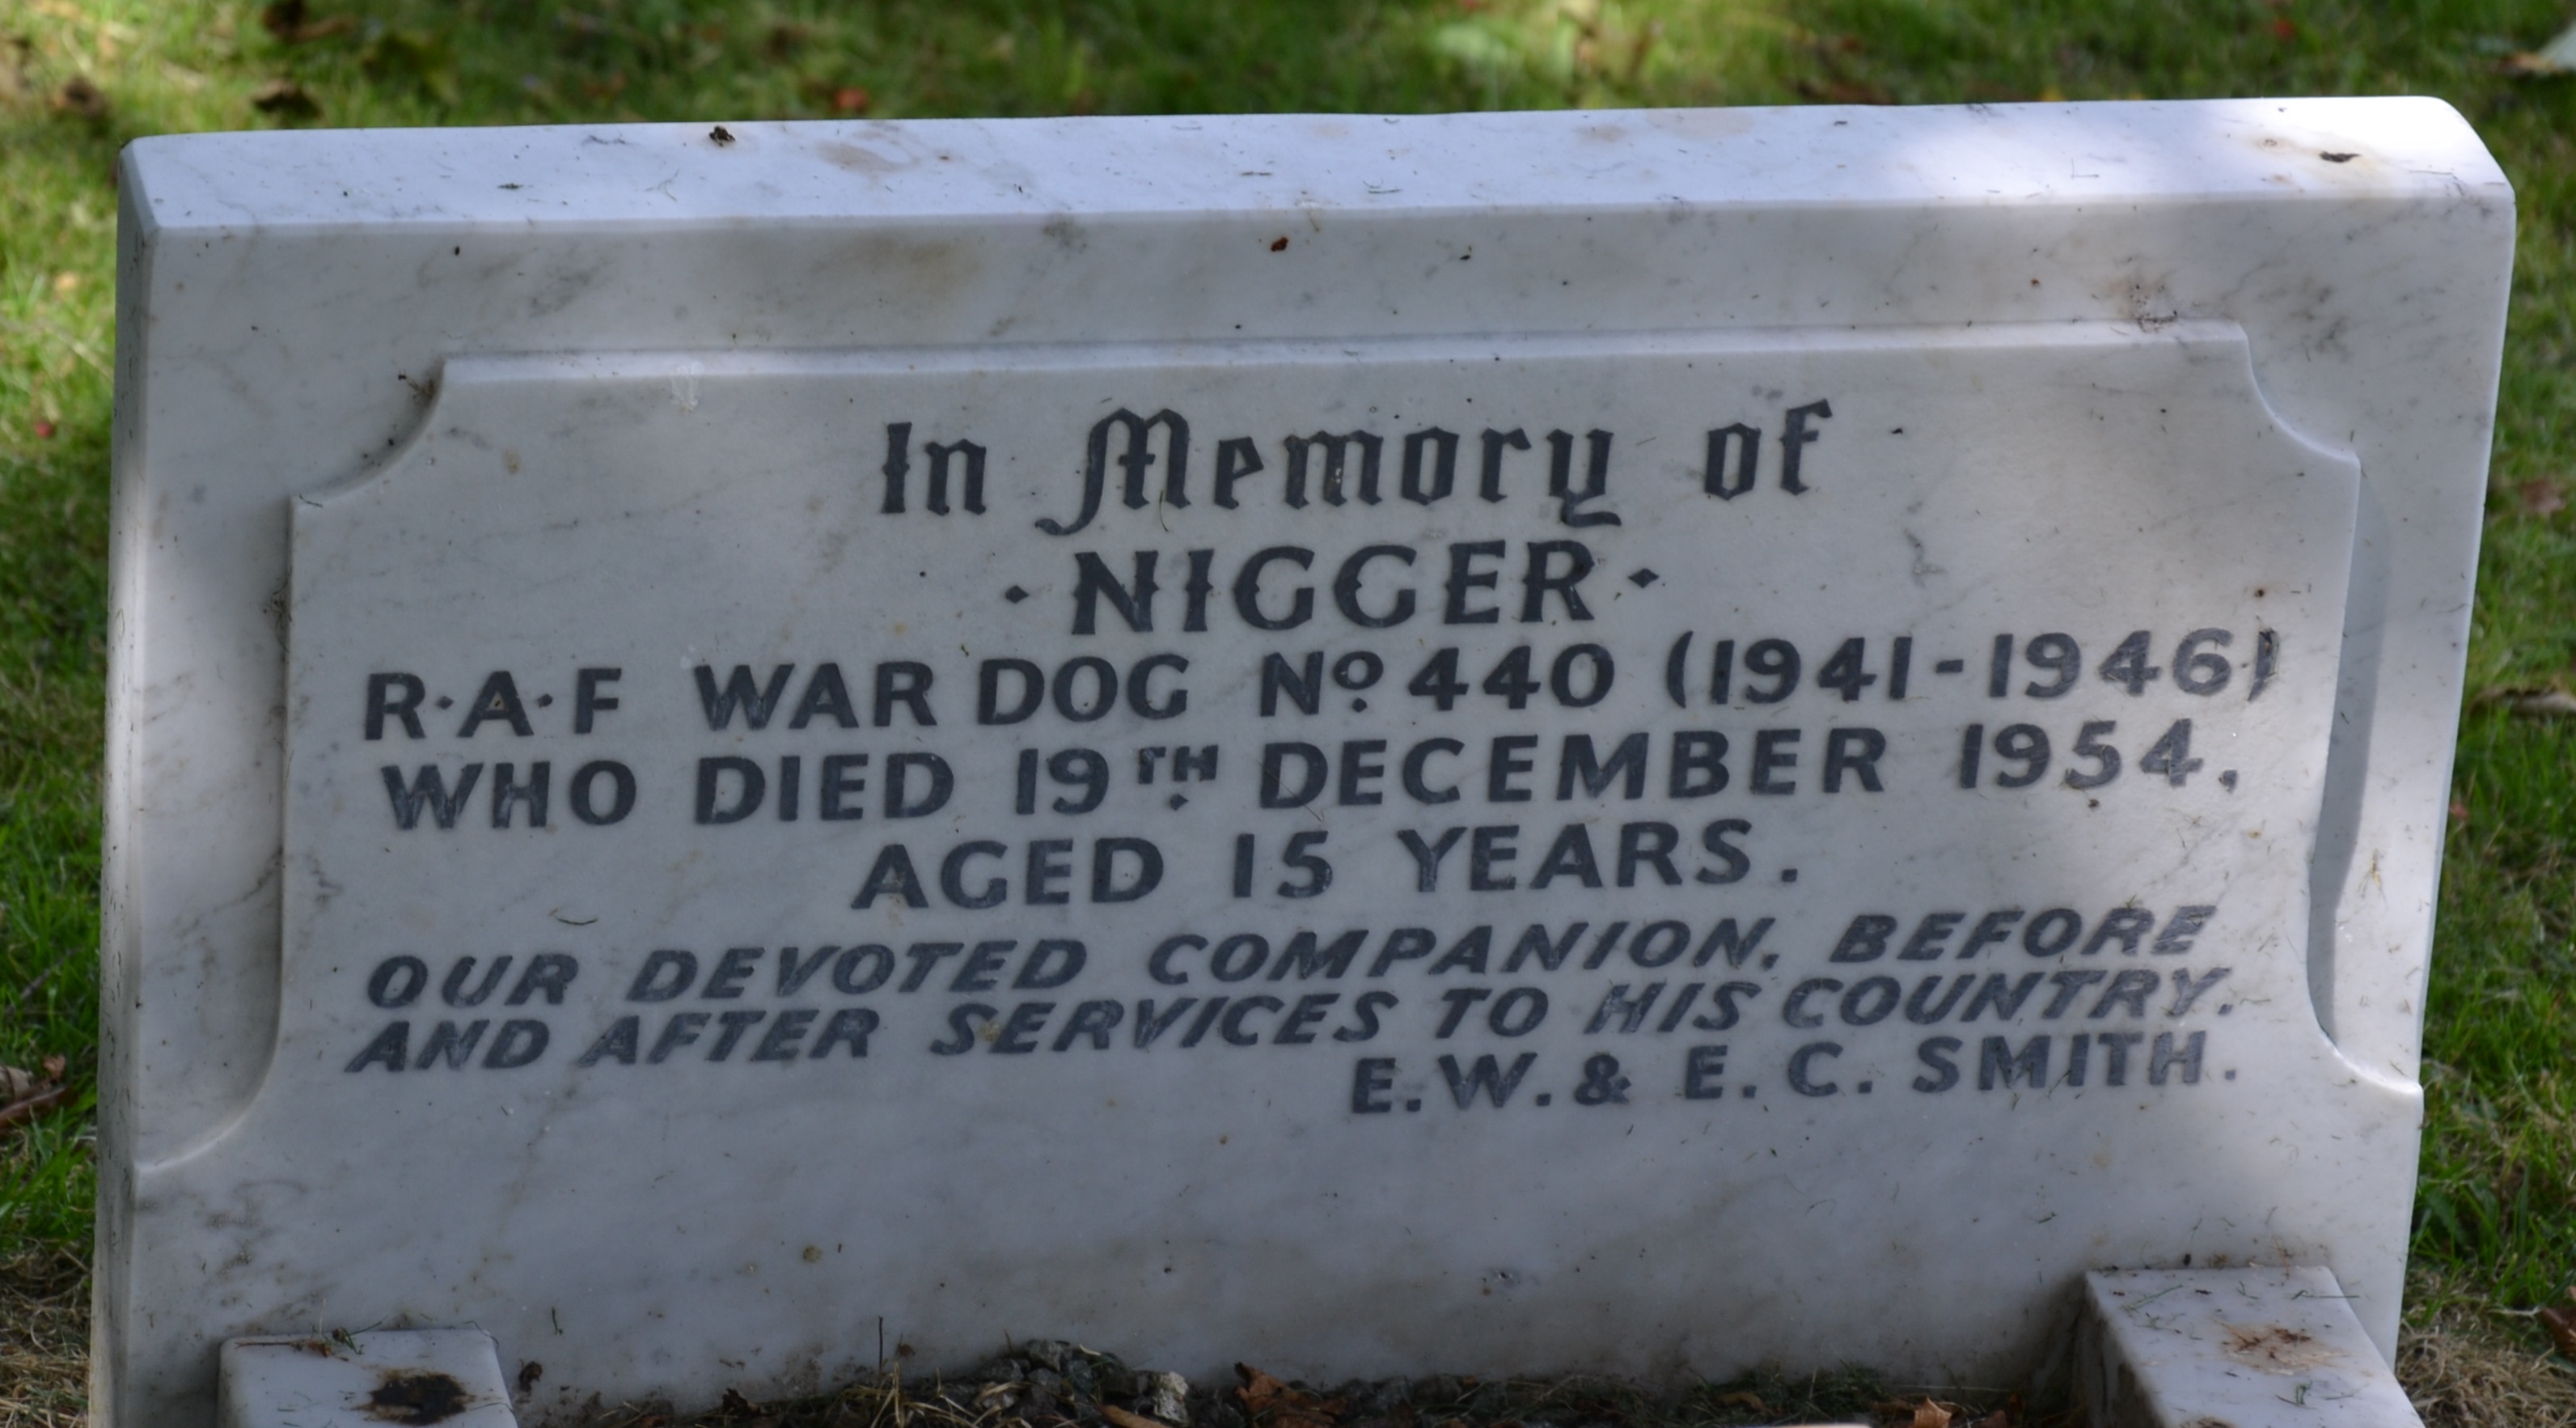 In Memory of
· NIGGER ·
R·A·F WAR DOG No. 440 (1941-1946)
WHO DIED 19TH DECEMBER 1954,
AGED 15 YEARS.
OUR DEVOTED COMPANION, BEFORE
AND AFTER SERVICES TO HIS COUNTRY.
E.W. & E.C. SMITH.